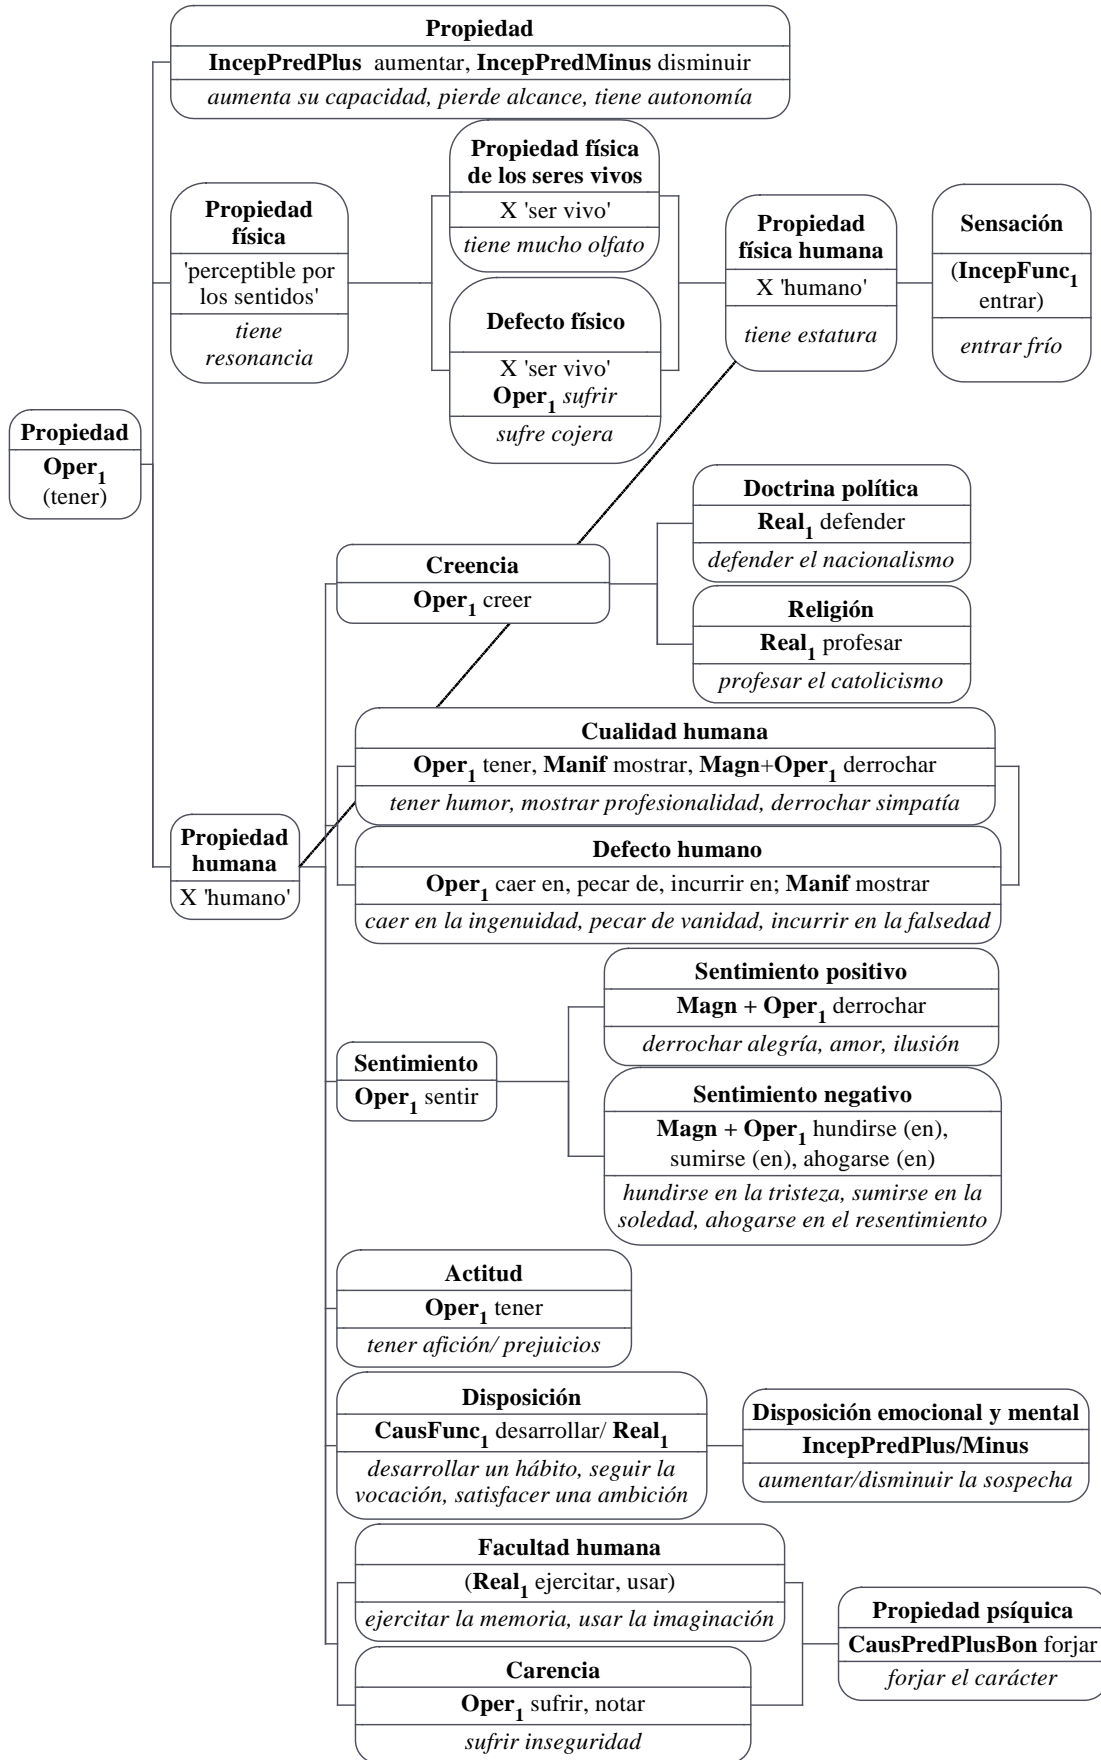 Propiedad
IncepPredPlus aumentar, IncepPredMinus disminuir
aumenta su capacidad, pierde alcance, tiene autonomía
Propiedad física
de los seres vivos
X 'ser vivo'
tiene mucho olfato
Propiedad
física
'perceptible por
los sentidos'
tiene
resonancia
Propiedad
física humana
X 'humano'
tiene estatura
Sensación
(IncepFunc1
entrar)
entrar frío
Defecto físico
X 'ser vivo'
Oper1 sufrir
sufre cojera
Propiedad
Oper1
(tener)
Doctrina política
Real1 defender
defender el nacionalismo
Creencia
Oper1 creer
Religión
Real1 profesar
profesar el catolicismo
Cualidad humana
Oper1 tener, Manif mostrar, Magn+Oper1 derrochar
tener humor, mostrar profesionalidad, derrochar simpatía
Propiedad
humana
X 'humano'
Defecto humano
Oper1 caer en, pecar de, incurrir en; Manif mostrar
caer en la ingenuidad, pecar de vanidad, incurrir en la falsedad
Sentimiento positivo
Magn + Oper1 derrochar
derrochar alegría, amor, ilusión
Sentimiento
Oper1 sentir
Sentimiento negativo
Magn + Oper1 hundirse (en),
sumirse (en), ahogarse (en)
hundirse en la tristeza, sumirse en la
soledad, ahogarse en el resentimiento
Actitud
Oper1 tener
tener afición/ prejuicios
Disposición
CausFunc1 desarrollar/ Real1
desarrollar un hábito, seguir la
vocación, satisfacer una ambición
Disposición emocional y mental
IncepPredPlus/Minus
aumentar/disminuir la sospecha
Facultad humana
(Real1 ejercitar, usar)
ejercitar la memoria, usar la imaginación
Propiedad psíquica
CausPredPlusBon forjar
forjar el carácter
Carencia
Oper1 sufrir, notar
sufrir inseguridad